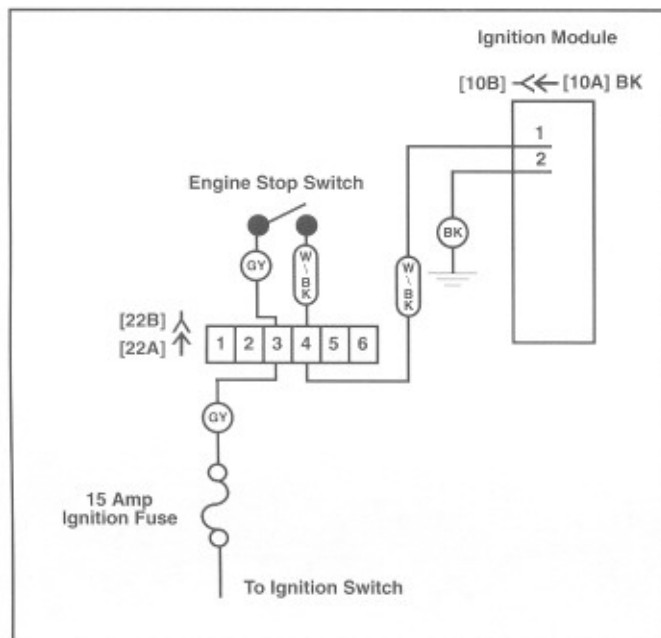 Ignition Module
[10B] [10A] BK
1
2
Engine Stop Switch
BK
GY
W\BK
W\BK
[22B]
[22A]
1 2 3 4 5 6
GY
15 Amp
Ignition Fuse
To Ignition Switch